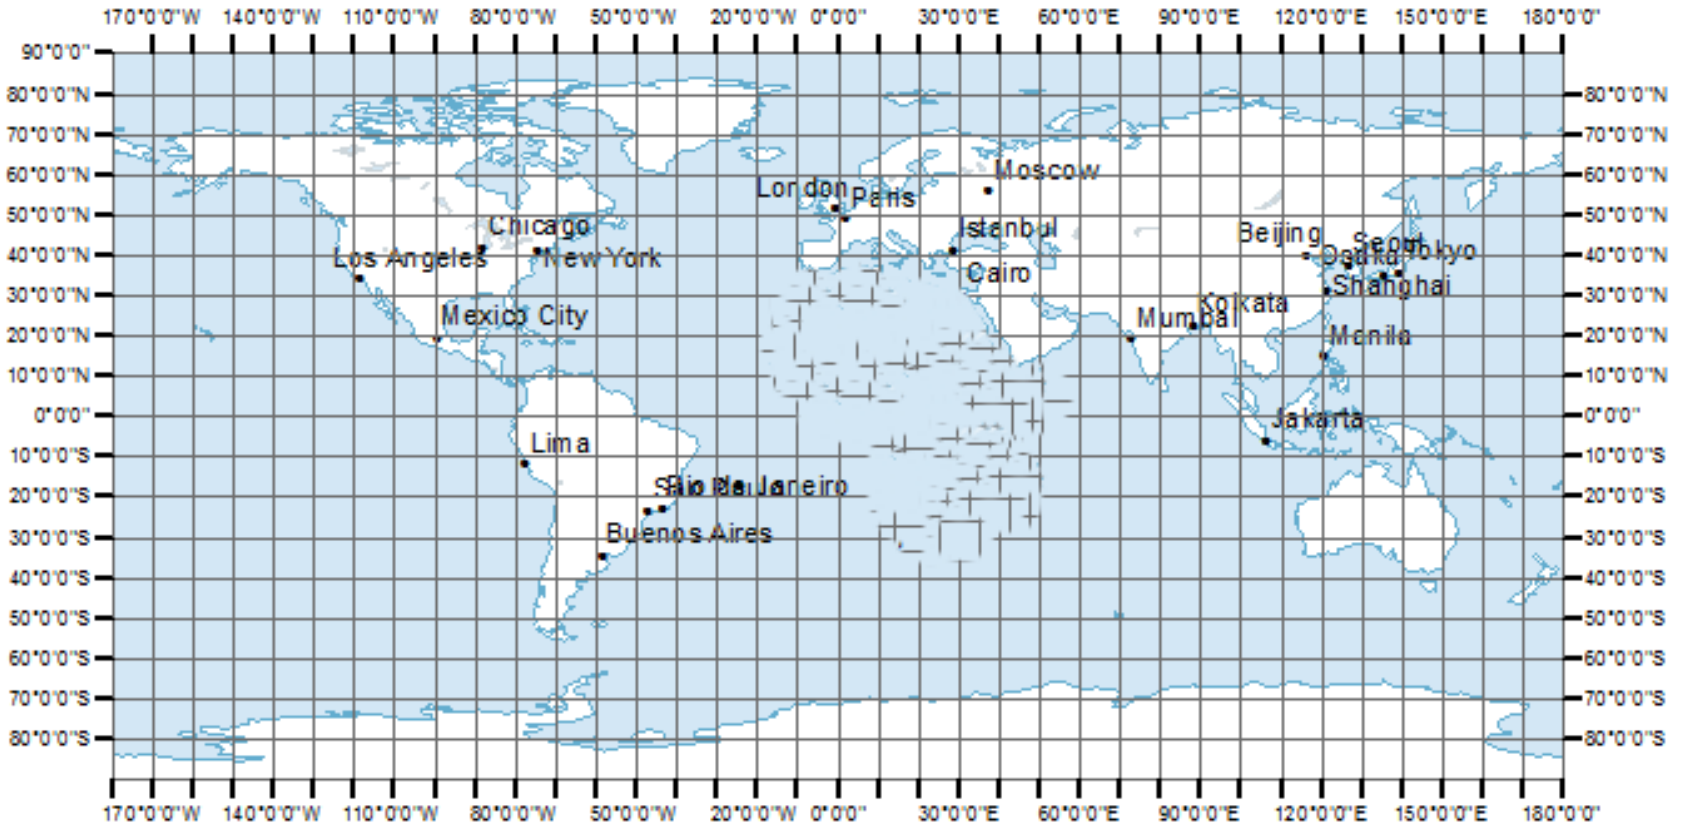 170°0'0"W 140°0'0"W 110°0'0"W 80°0'0"W 50°0'0"W 20°0'0"W 0°0'0" 30°0'0"E 60°0'0"E 90°0'0"E 120°0'0"E 150°0'0"E 180°0'0"
90°0'0"
80°0'0"N 80°0'0"N
70°0'0"N 70°0'0"N
Moscow
60°0'0"N 60°0'0"N
London Paris
50°0'0"N 50°0'0"N
Chicago Istanbul Beijing Seoul
40°0'0"N Tokyo 40°0'0"N
Los Angeles New York Osaka
Cairo Shanghai
30°0'0"N 30°0'0"N
Mexico City Mumbai Kolkata
20°0'0"N Manila 20°0'0"N
10°0'0"N 10°0'0"N
0°0'0" Jakarta 0°0'0"
Lima
10°0'0"S 10°0'0"S
Sao Paulo Rio de Janeiro
20°0'0"S 20°0'0"S
Buenos Aires
30°0'0"S 30°0'0"S
40°0'0"S 40°0'0"S
50°0'0"S 50°0'0"S
60°0'0"S 60°0'0"S
70°0'0"S 70°0'0"S
80°0'0"S 80°0'0"S
170°0'0"W 140°0'0"W 110°0'0"W 80°0'0"W 50°0'0"W 20°0'0"W 0°0'0" 30°0'0"E 60°0'0"E 90°0'0"E 120°0'0"E 150°0'0"E 180°0'0"